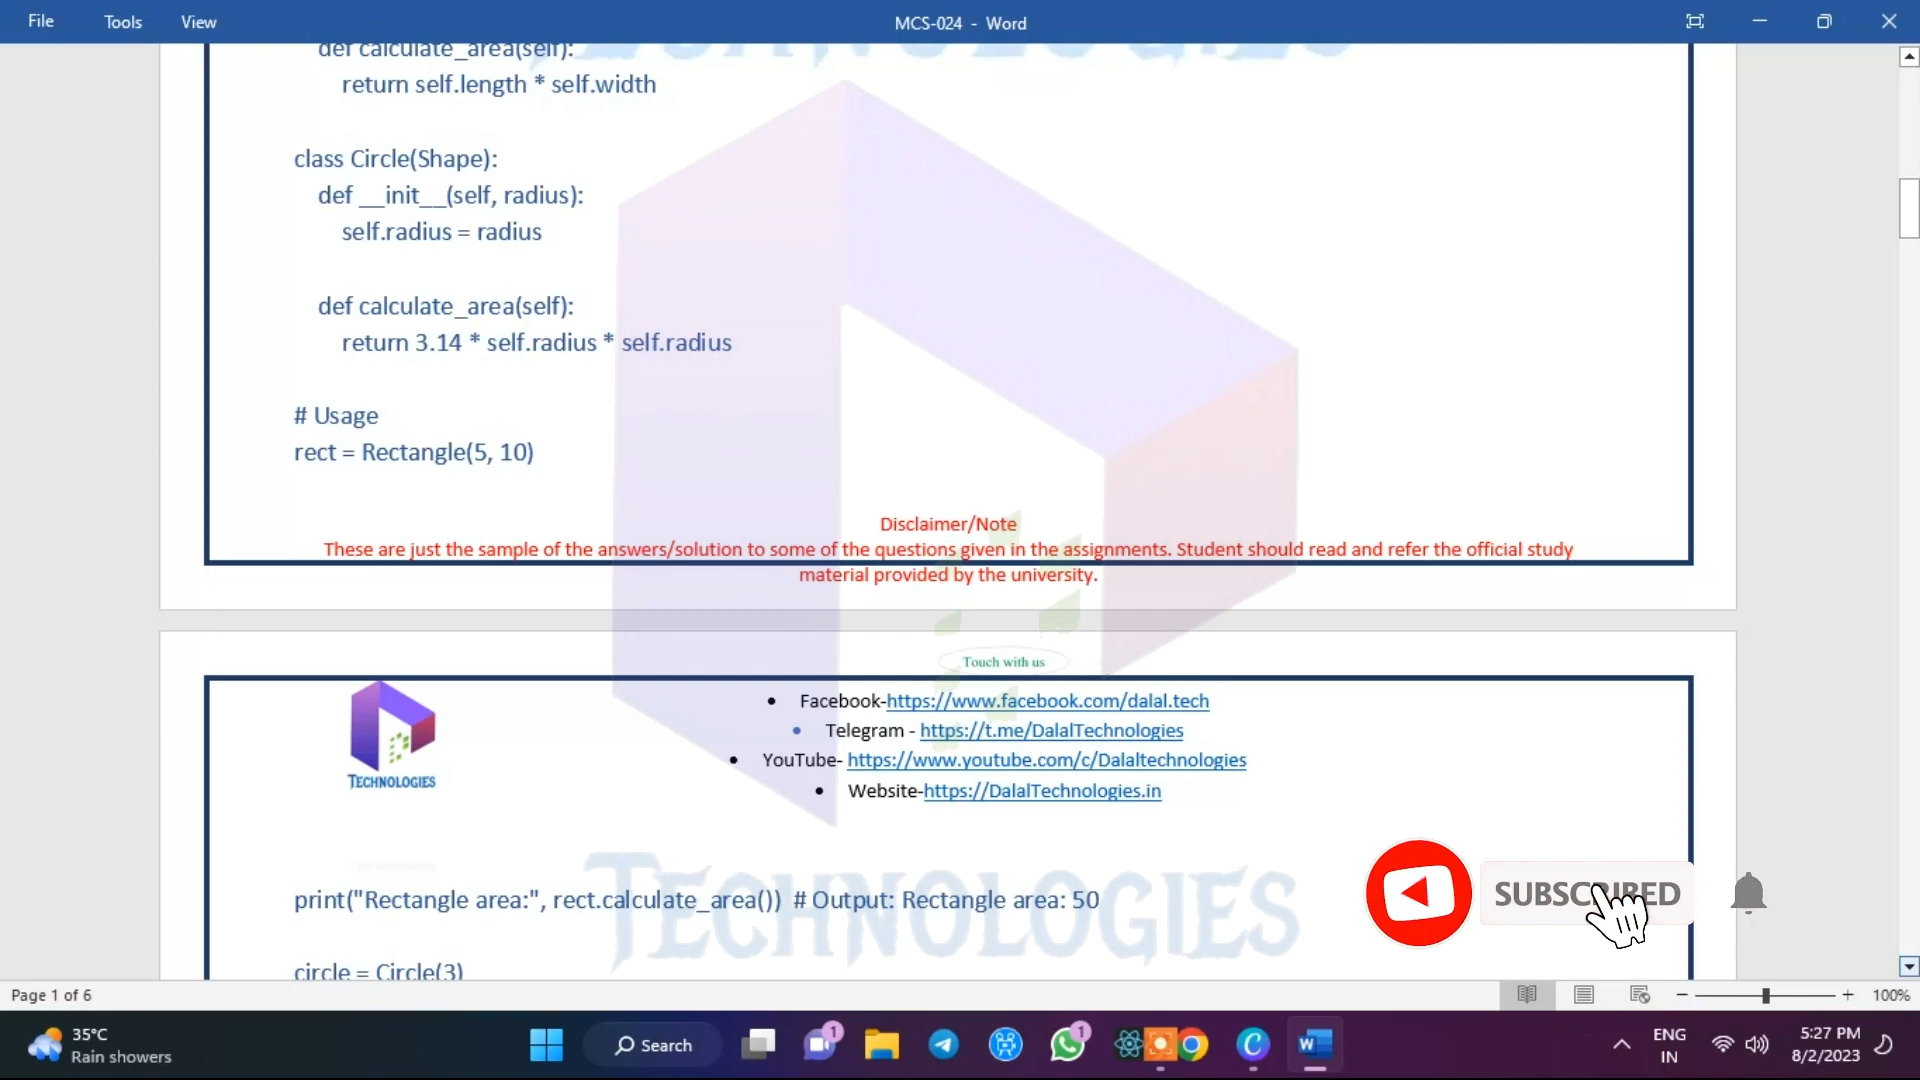 File Tools View MCS-024 - Word
def calculate_area(self):
return self.length * self.width
class Circle(Shape):
def __init__(self, radius):
self.radius = radius
def calculate_area(self):
return 3.14 * self.radius * self.radius
# Usage
rect = Rectangle(5, 10)
Disclaimer/Note
These are just the sample of the answers/solution to some of the questions given in the assignments. Student should read and refer the official study
material provided by the university.
Touch with us
• Facebook-https://www.facebook.com/dalal.tech
• Telegram - https://t.me/DalalTechnologies
• YouTube- https://www.youtube.com/c/Dalaltechnologies
• Website-https://DalalTechnologies.in
TECHNOLOGIES
TECHNOLOGIES
print("Rectangle area:", rect.calculate_area()) # Output: Rectangle area: 50
SUBSCRIBED
circle = Circle(3)
Page 1 of 6
100%
35°C
Rain showers
Search
1
1
ENG
IN
5:27 PM
8/2/2023